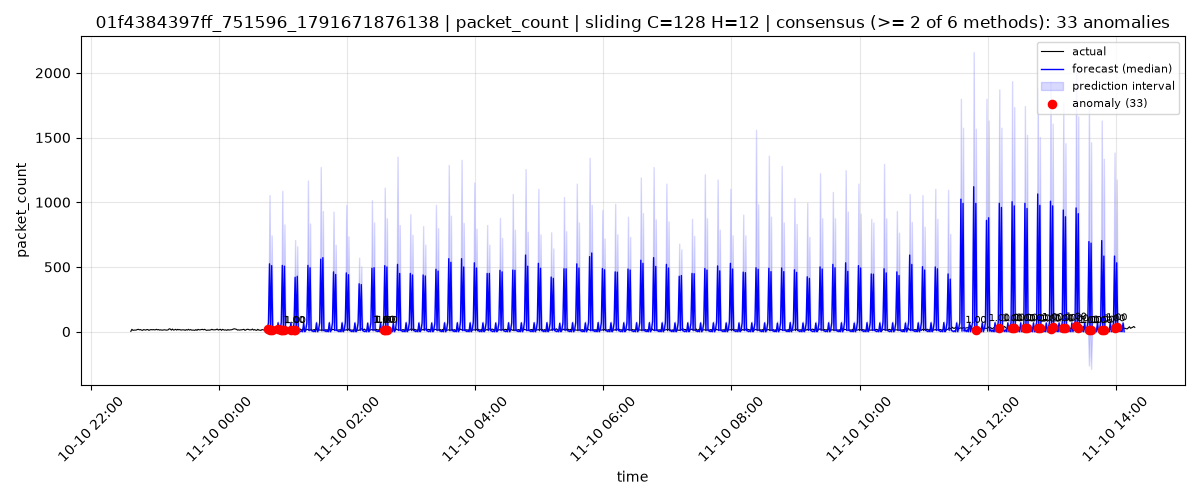 01f4384397ff_751596_1791671876138 | packet_count | sliding C=128 H=12 | consensus (>= 2 of 6 methods): 33 anomalies
actual
forecast (median)
prediction interval
anomaly (33)
packet_count
2000
1500
1000
500
0
1.00
1.00
10-10 22:00
11-10 00:00
11-10 02:00
11-10 04:00
11-10 06:00
11-10 08:00
11-10 10:00
11-10 12:00
11-10 14:00
time